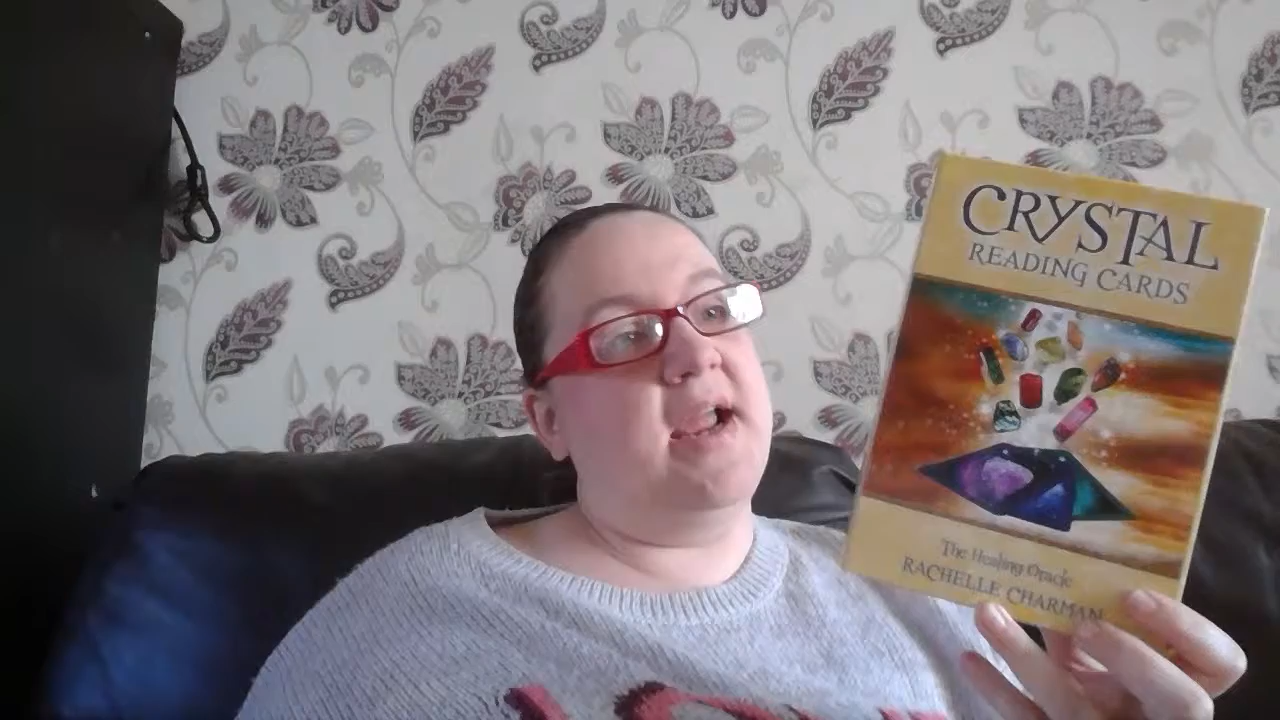 CRYSTAL
READING CARDS
The Healing Oracle
RACHELLE CHARMAN